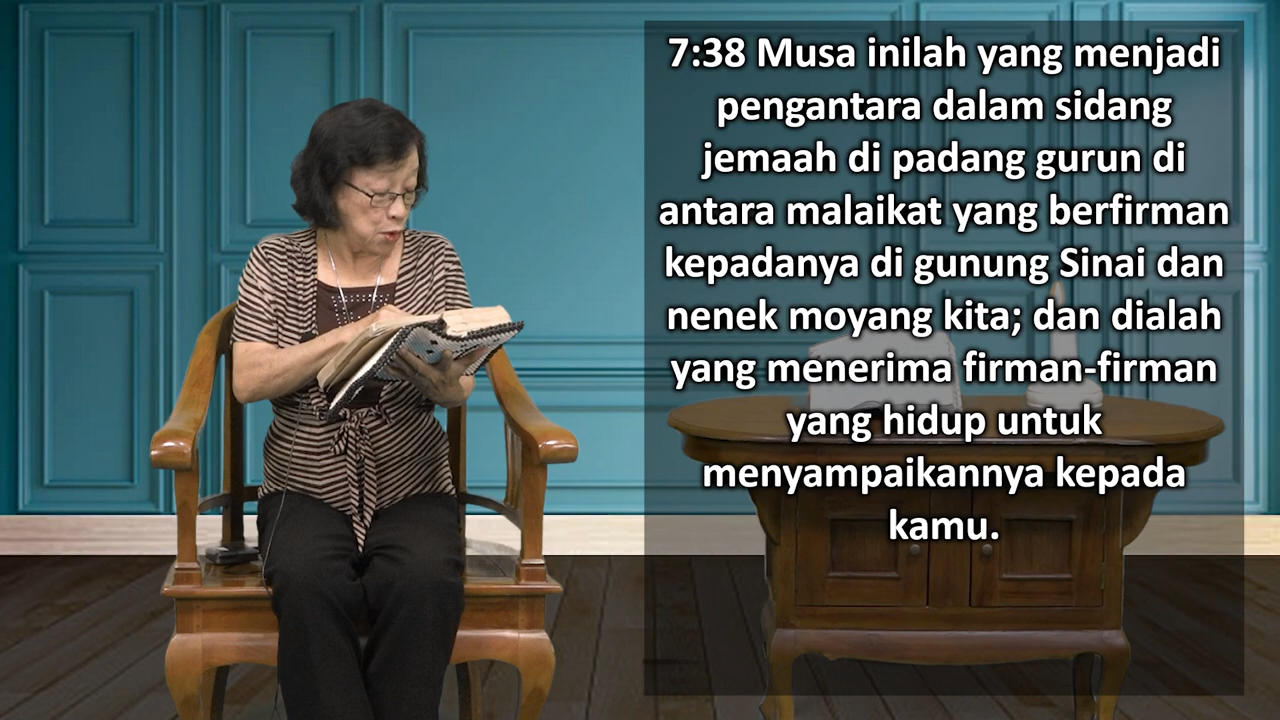 7:38 Musa inilah yang menjadi
pengantara dalam sidang
jemaah di padang gurun di
antara malaikat yang berfirman
kepadanya di gunung Sinai dan
nenek moyang kita; dan dialah
yang menerima firman-firman
yang hidup untuk
menyampaikannya kepada
kamu.